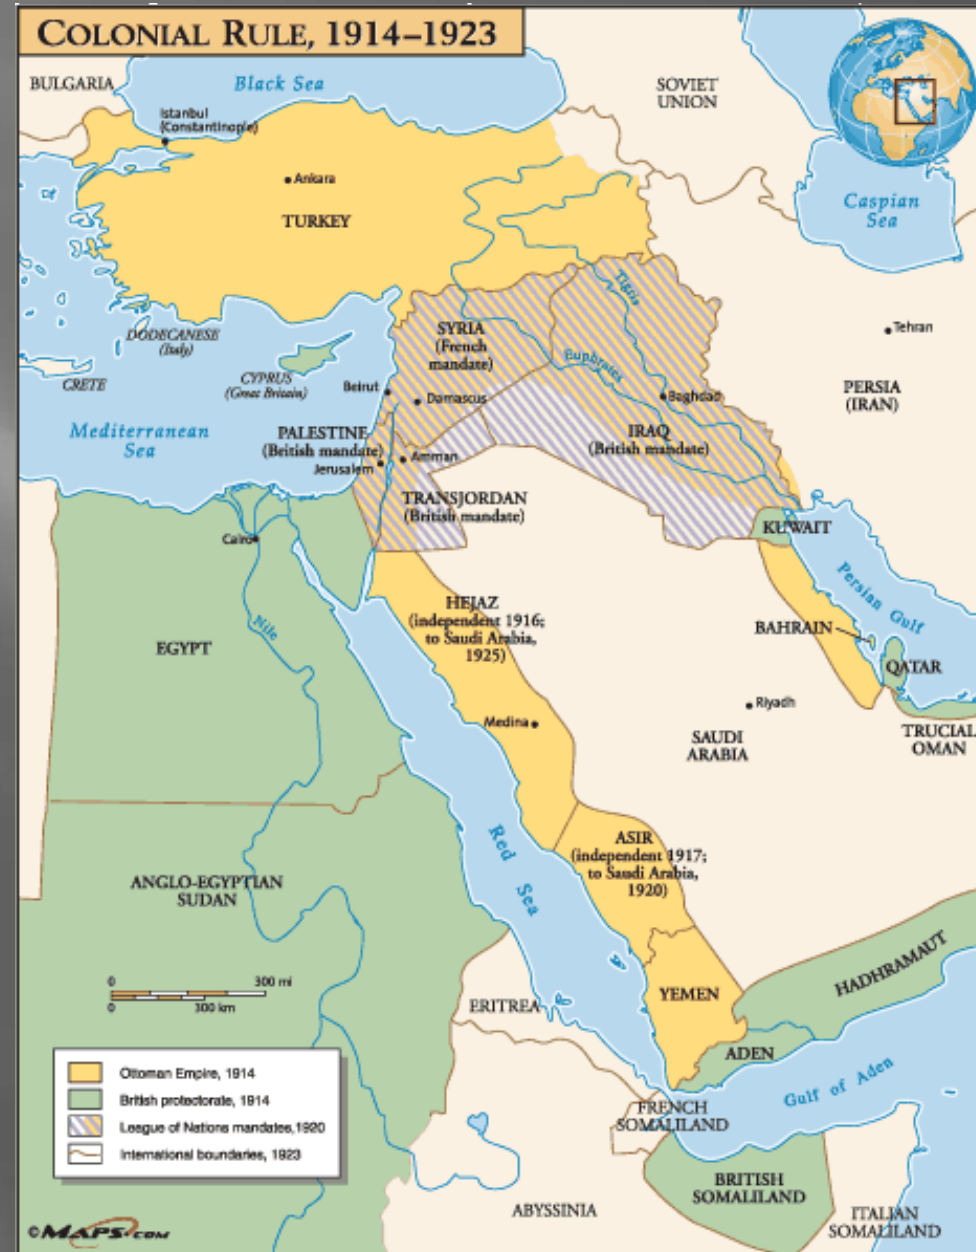 COLONIAL RULE, 1914–1923
BULGARIA
Black Sea
SOVIET
UNION
Istanbul
(Constantinople)
Ankara
TURKEY
Caspian
Sea
Tigris
DODECANESE
(Italy)
SYRIA
(French
mandate)
Tehran
Euphrates
CRETE
CYPRUS
(Great Britain)
Beirut
Damascus
Baghdad
PERSIA
(IRAN)
Mediterranean
Sea
PALESTINE
(British mandate)
Jerusalem
Amman
IRAQ
(British mandate)
TRANSJORDAN
(British mandate)
Cairo
KUWAIT
Persian Gulf
Nile
HEJAZ
(independent 1916;
to Saudi Arabia,
1925)
BAHRAIN
EGYPT
QATAR
Medina
Riyadh
SAUDI
ARABIA
TRUCIAL
OMAN
Red Sea
ASIR
(independent 1917;
to Saudi Arabia,
1920)
ANGLO-EGYPTIAN
SUDAN
HADHRAMAUT
0 300 mi
0 300 km
ERITREA
YEMEN
ADEN
Gulf of Aden
Ottoman Empire, 1914
British protectorate, 1914
League of Nations mandates,1920
International boundaries, 1923
FRENCH
SOMALILAND
BRITISH
SOMALILAND
ABYSSINIA
ITALIAN
SOMALILAND
©MAPS.COM